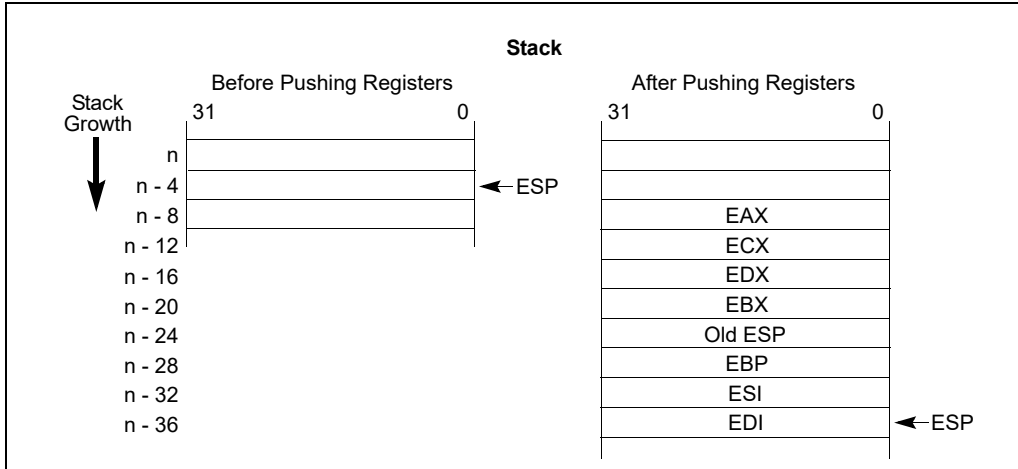 Stack
Before Pushing Registers
After Pushing Registers
Stack
Growth
31 0
31 0
n
n - 4
ESP
n - 8
EAX
n - 12
ECX
n - 16
EDX
n - 20
EBX
n - 24
Old ESP
n - 28
EBP
n - 32
ESI
n - 36
EDI
ESP